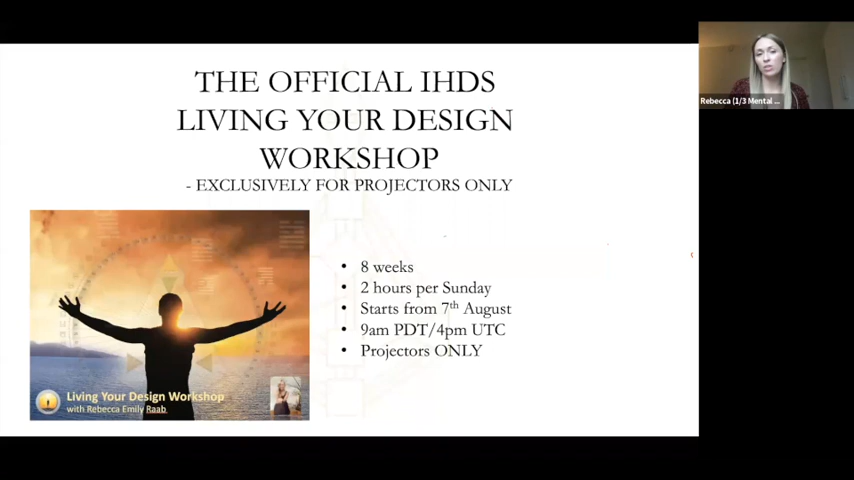 THE OFFICIAL IHDS
LIVING YOUR DESIGN
WORKSHOP
- EXCLUSIVELY FOR PROJECTORS ONLY
• 8 weeks
• 2 hours per Sunday
• Starts from 7th August
• 9am PDT/4pm UTC
• Projectors ONLY
Living Your Design Workshop
with Rebecca Emily Raab
Rebecca (1/3 Mental ...